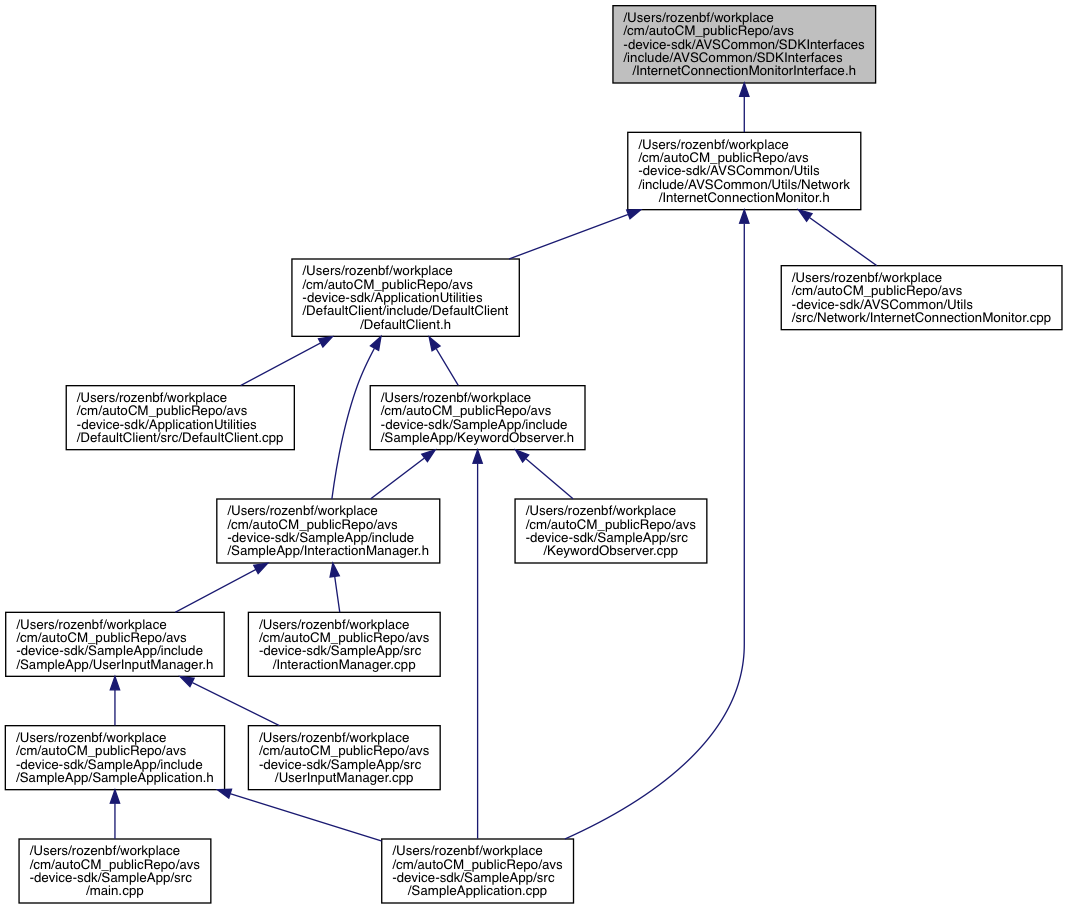 /Users/rozenbf/workplace
/cm/autoCM_publicRepo/avs
-device-sdk/AVSCommon/SDKInterfaces
/include/AVSCommon/SDKInterfaces
/InternetConnectionMonitorInterface.h
/Users/rozenbf/workplace
/cm/autoCM_publicRepo/avs
-device-sdk/AVSCommon/Utils
/include/AVSCommon/Utils/Network
/InternetConnectionMonitor.h
/Users/rozenbf/workplace
/cm/autoCM_publicRepo/avs
-device-sdk/ApplicationUtilities
/DefaultClient/include/DefaultClient
/DefaultClient.h
/Users/rozenbf/workplace
/cm/autoCM_publicRepo/avs
-device-sdk/AVSCommon/Utils
/src/Network/InternetConnectionMonitor.cpp
/Users/rozenbf/workplace
/cm/autoCM_publicRepo/avs
-device-sdk/ApplicationUtilities
/DefaultClient/src/DefaultClient.cpp
/Users/rozenbf/workplace
/cm/autoCM_publicRepo/avs
-device-sdk/SampleApp/include
/SampleApp/KeywordObserver.h
/Users/rozenbf/workplace
/cm/autoCM_publicRepo/avs
-device-sdk/SampleApp/include
/SampleApp/InteractionManager.h
/Users/rozenbf/workplace
/cm/autoCM_publicRepo/avs
-device-sdk/SampleApp/src
/KeywordObserver.cpp
/Users/rozenbf/workplace
/cm/autoCM_publicRepo/avs
-device-sdk/SampleApp/include
/SampleApp/UserInputManager.h
/Users/rozenbf/workplace
/cm/autoCM_publicRepo/avs
-device-sdk/SampleApp/src
/InteractionManager.cpp
/Users/rozenbf/workplace
/cm/autoCM_publicRepo/avs
-device-sdk/SampleApp/include
/SampleApp/SampleApplication.h
/Users/rozenbf/workplace
/cm/autoCM_publicRepo/avs
-device-sdk/SampleApp/src
/UserInputManager.cpp
/Users/rozenbf/workplace
/cm/autoCM_publicRepo/avs
-device-sdk/SampleApp/src
/main.cpp
/Users/rozenbf/workplace
/cm/autoCM_publicRepo/avs
-device-sdk/SampleApp/src
/SampleApplication.cpp